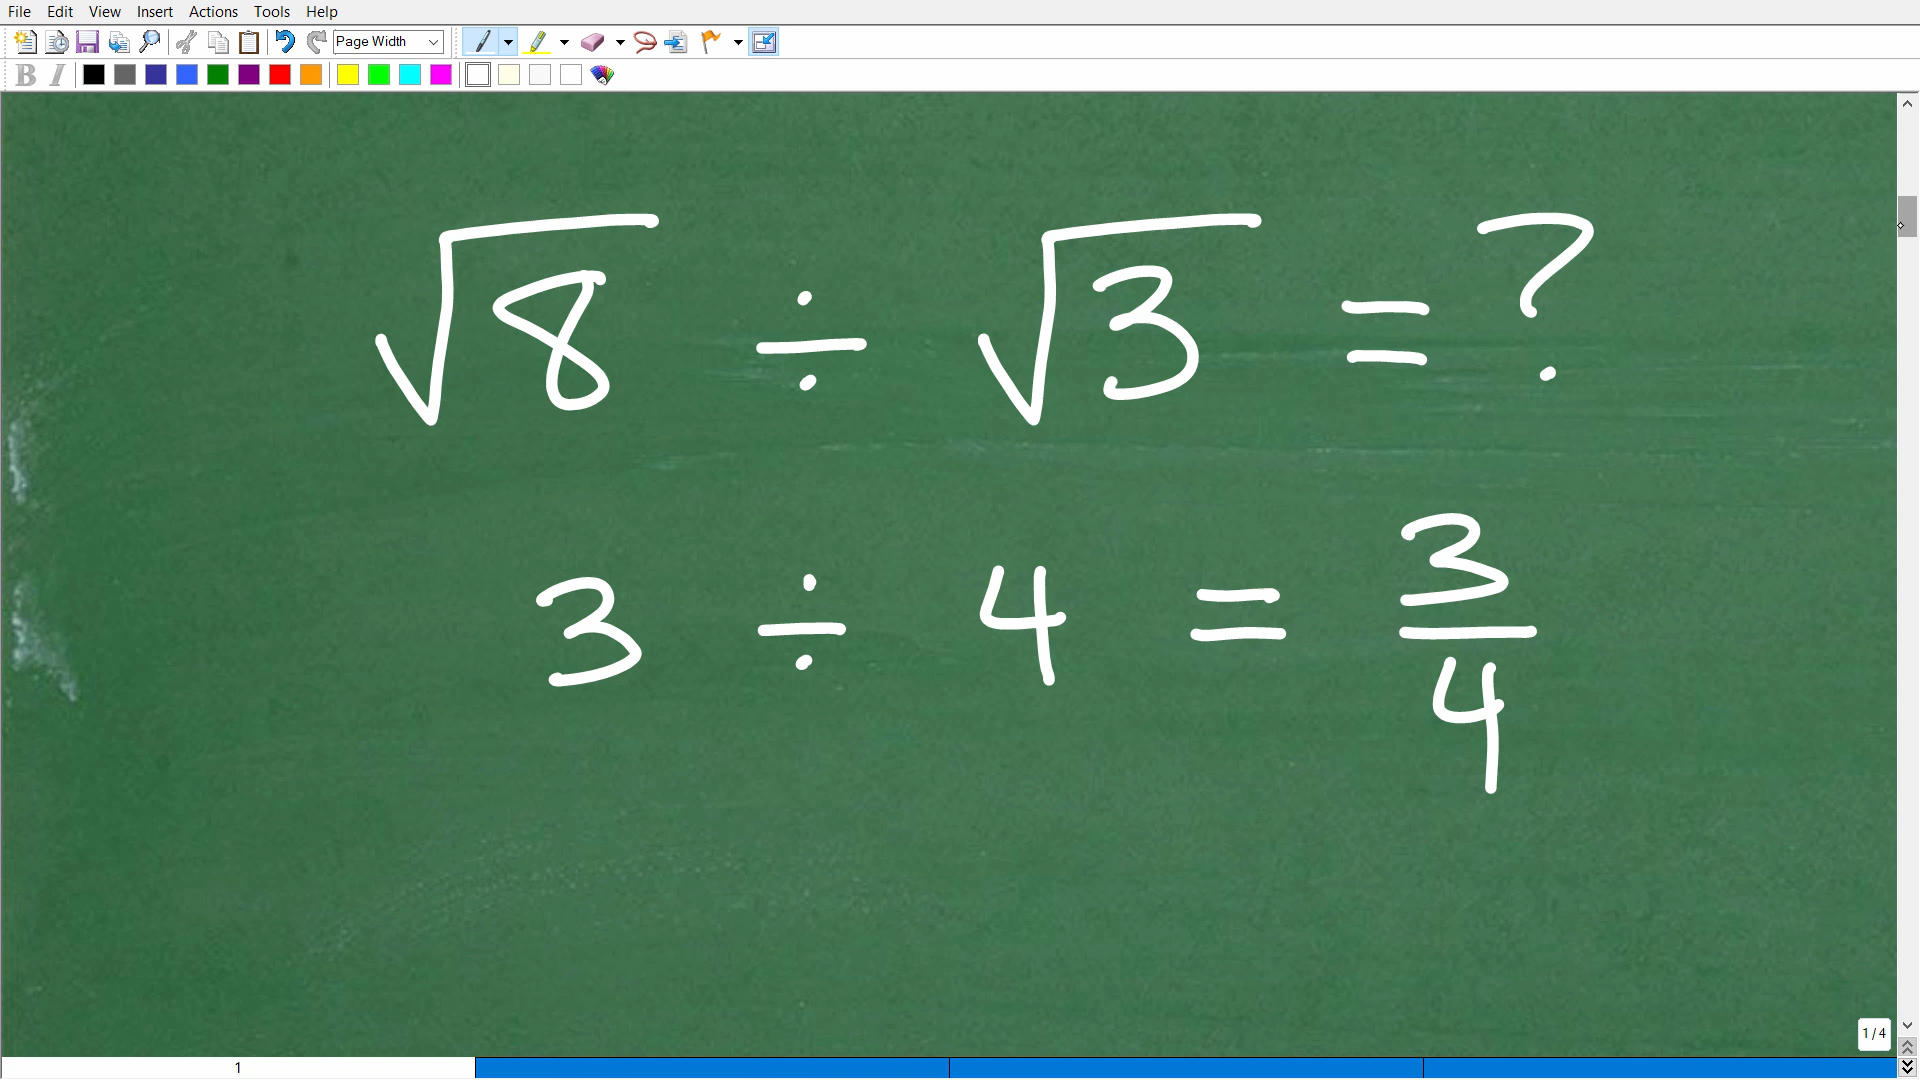 File Edit View Insert Actions Tools Help
Page Width
B I
√8 ÷ √3 = ?
3 ÷ 4 = 3/4
1 / 4
1